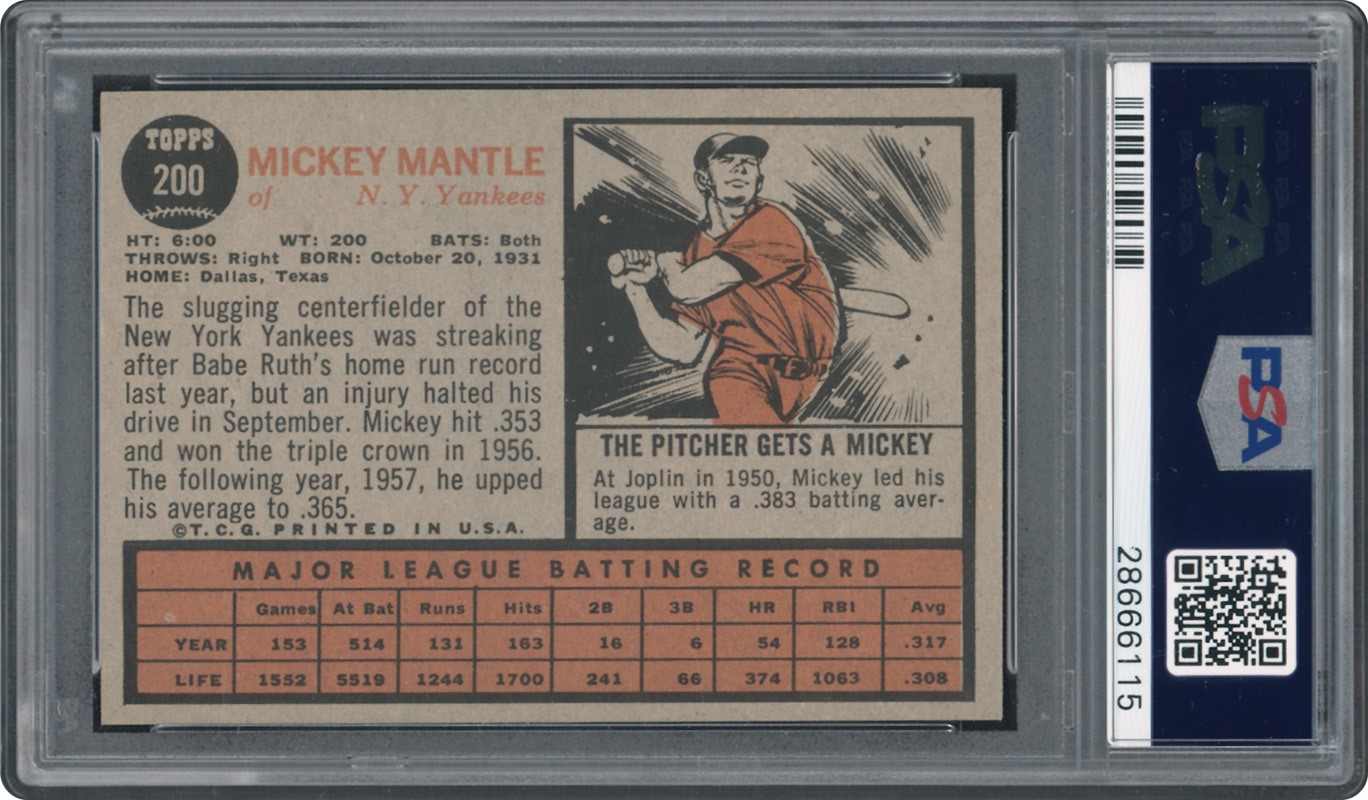 TOPPS
200
MICKEY MANTLE
of N. Y. Yankees
HT: 6:00 WT: 200 BATS: Both
THROWS: Right BORN: October 20, 1931
HOME: Dallas, Texas
The slugging centerfielder of the
New York Yankees was streaking
after Babe Ruth's home run record
last year, but an injury halted his
drive in September. Mickey hit .353
and won the triple crown in 1956.
The following year, 1957, he upped
his average to .365.
©T.C.G. PRINTED IN U.S.A.
THE PITCHER GETS A MICKEY
At Joplin in 1950, Mickey led his
league with a .383 batting aver-
age.
MAJOR LEAGUE BATTING RECORD
Games At Bat Runs Hits 2B 3B HR RBI Avg
YEAR 153 514 131 163 16 6 54 128 .317
LIFE 1552 5519 1244 1700 241 66 374 1063 .308
PSA
PSA
28666115